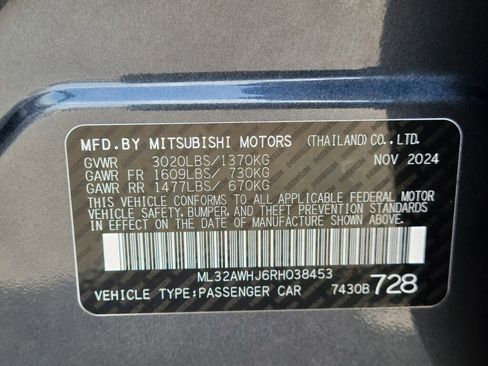 MFD.BY MITSUBISHI MOTORS (THAILAND)CO.,LTD.
GVWR 3020LBS/1370KG NOV 2024
GAWR FR 1609LBS/ 730KG
GAWR RR 1477LBS/ 670KG
THIS VEHICLE CONFORMS TO ALL APPLICABLE FEDERAL MOTOR
VEHICLE SAFETY, BUMPER, AND THEFT PREVENTION STANDARDS
IN EFFECT ON THE DATE OF MANUFACTURE SHOWN ABOVE.
ML32AWHJ6RH038453
VEHICLE TYPE:PASSENGER CAR 7430B 728